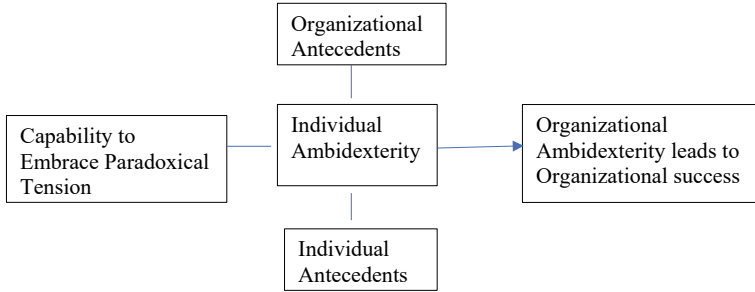 Organizational
Antecedents
Capability to
Embrace Paradoxical
Tension
Individual
Ambidexterity
Organizational
Ambidexterity leads to
Organizational success
Individual
Antecedents